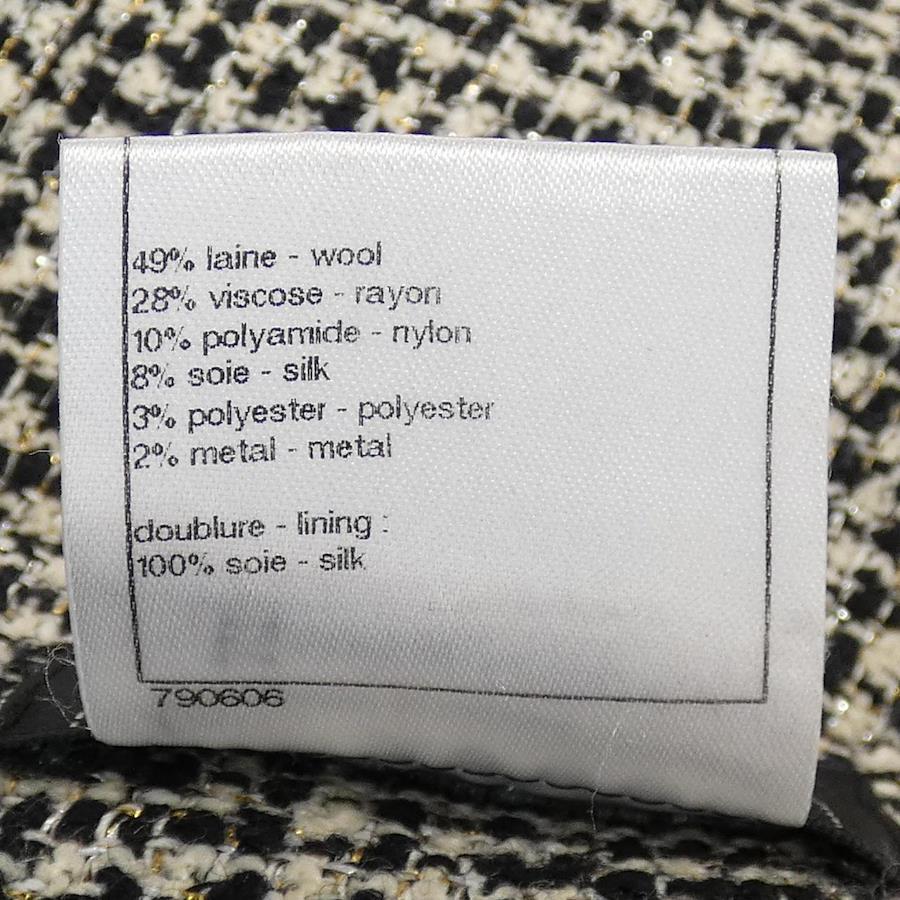 49% laine - wool
28% viscose - rayon
10% polyamide - nylon
8% soie - silk
3% polyester - polyester
2% metal - metal
doublure - lining :
100% soie - silk
790606